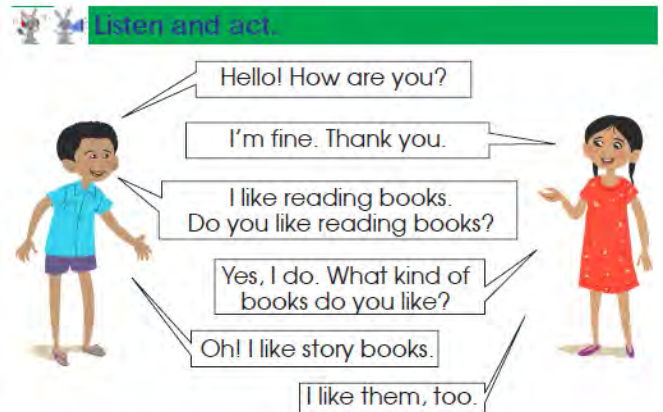 Listen and act.
Hello! How are you?
I'm fine. Thank you.
I like reading books.
Do you like reading books?
Yes, I do. What kind of
books do you like?
Oh! I like story books.
I like them, too.